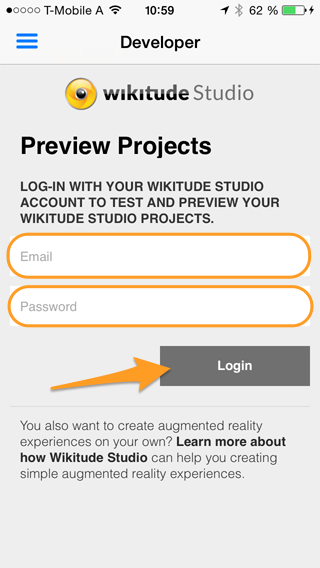 T-Mobile A 10:59 62 %
Developer
wikitude Studio
Preview Projects
LOG-IN WITH YOUR WIKITUDE STUDIO
ACCOUNT TO TEST AND PREVIEW YOUR
WIKITUDE STUDIO PROJECTS.
Email
Password
Login
You also want to create augmented reality
experiences on your own? Learn more about
how Wikitude Studio can help you creating
simple augmented reality experiences.